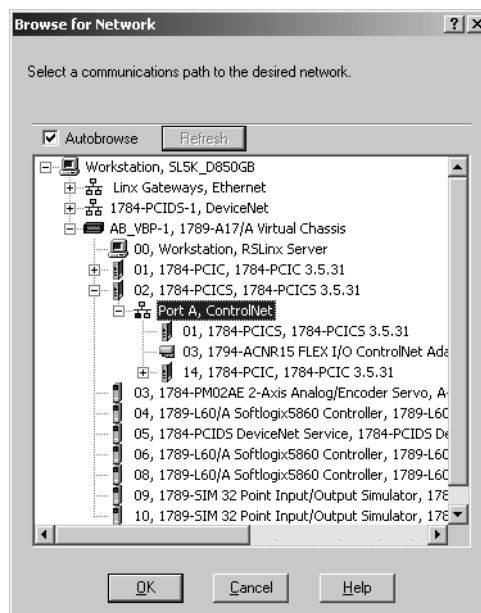 Browse for Network
Select a communications path to the desired network.
Autobrowse Refresh
Workstation, SL5K_D850GB
Linx Gateways, Ethernet
1784-PCIDS-1, DeviceNet
AB_VBP-1, 1789-A17/A Virtual Chassis
00, Workstation, RSLinx Server
01, 1784-PCIC, 1784-PCIC 3.5.31
02, 1784-PCICS, 1784-PCICS 3.5.31
Port A, ControlNet
01, 1784-PCICS, 1784-PCICS 3.5.31
03, 1794-ACNR15 FLEX I/O ControlNet Ada
14, 1784-PCIC, 1784-PCIC 3.5.31
03, 1784-PM02AE 2-Axis Analog/Encoder Servo, A-
04, 1789-L60/A Softlogix5860 Controller, 1789-L60
05, 1784-PCIDS DeviceNet Service, 1784-PCIDS De
06, 1789-L60/A Softlogix5860 Controller, 1789-L60
08, 1789-L60/A Softlogix5860 Controller, 1789-L60
09, 1789-SIM 32 Point Input/Output Simulator, 178
10, 1789-SIM 32 Point Input/Output Simulator, 178
OK Cancel Help